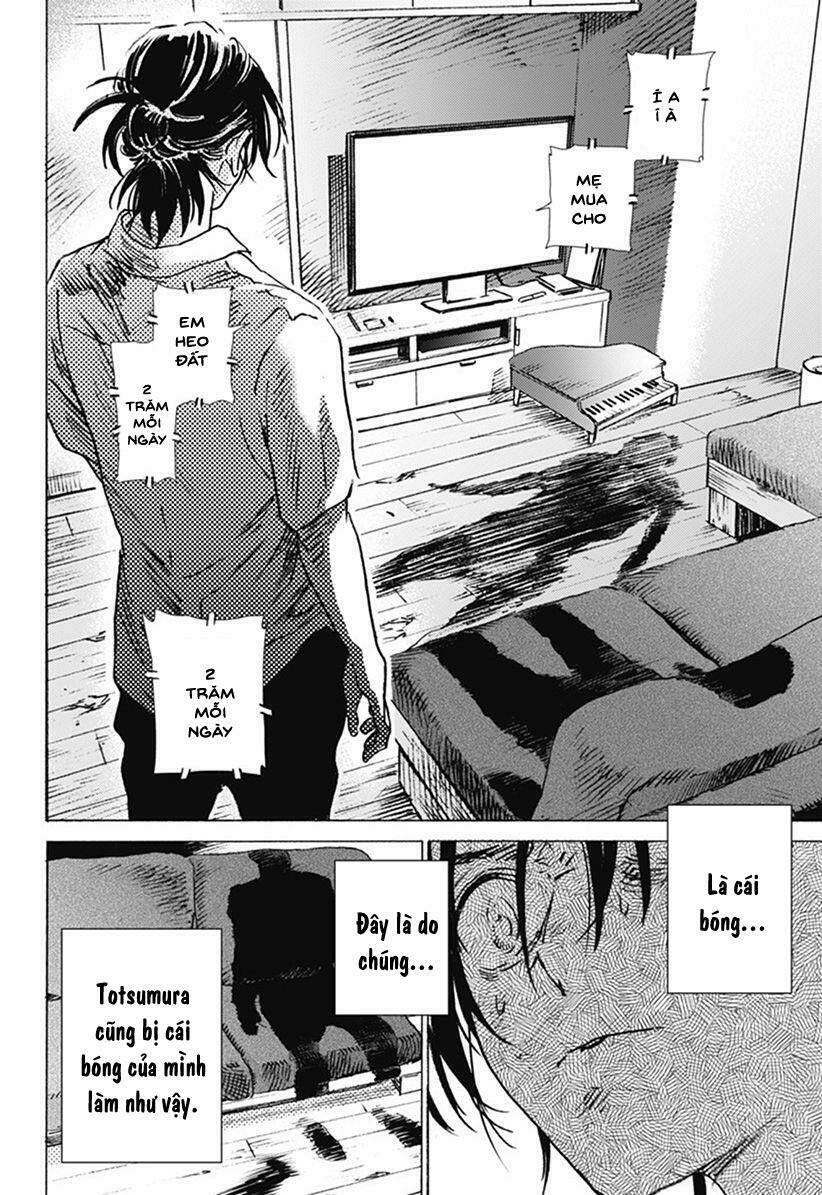 Í A
Í À
MẸ
MUA
CHO
EM
HEO
ĐẤT
2
TRĂM
MỖI
NGÀY
2
TRĂM
MỖI
NGÀY
Là cái
bóng...
Đây là do
chúng...
Totsumura
cũng bị cái
bóng của mình
làm như vậy.